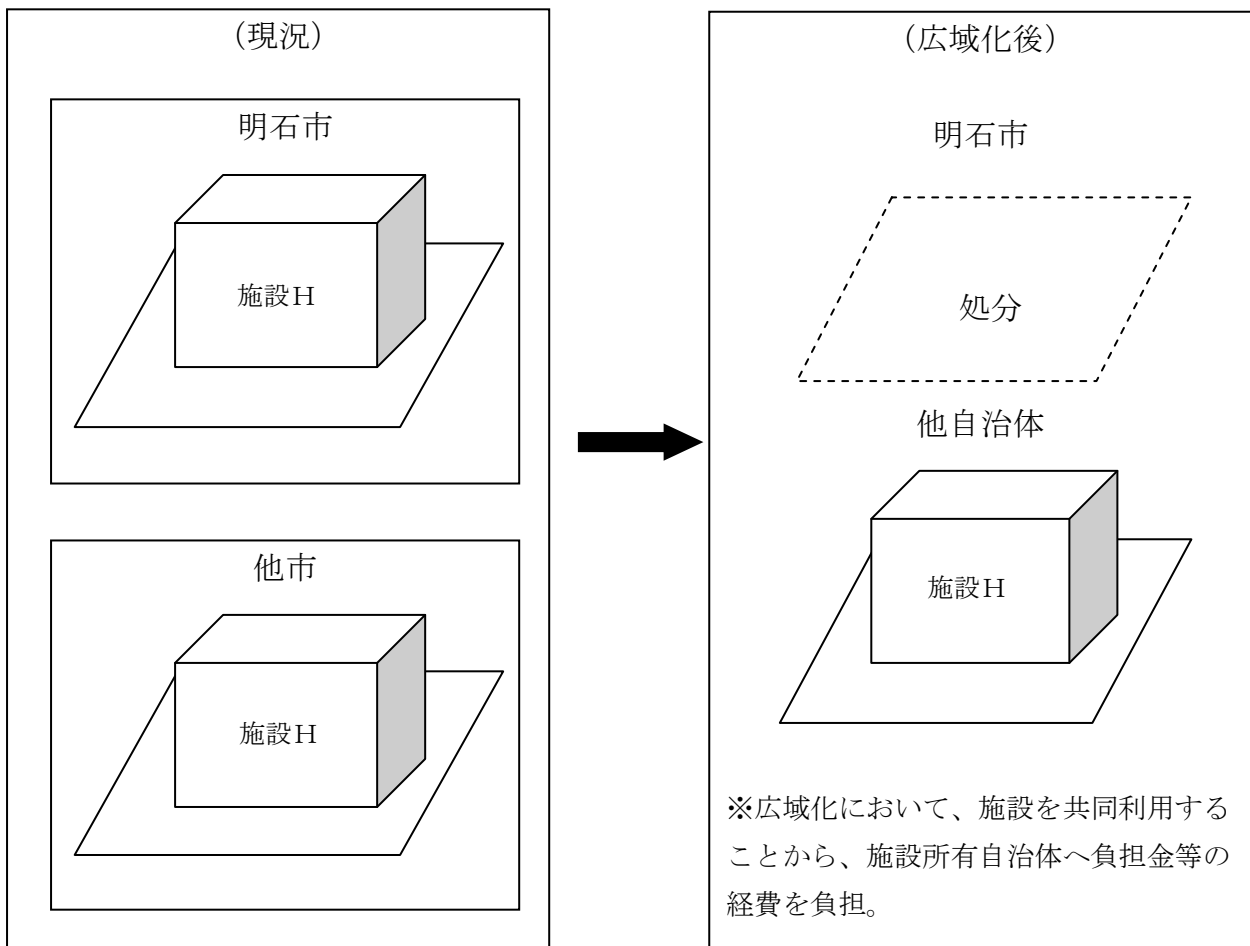 (現況)
明石市
施設H
他市
施設H
(広域化後)
明石市
処分
他自治体
施設H
※広域化において、施設を共同利用する
ことから、施設所有自治体へ負担金等の
経費を負担。